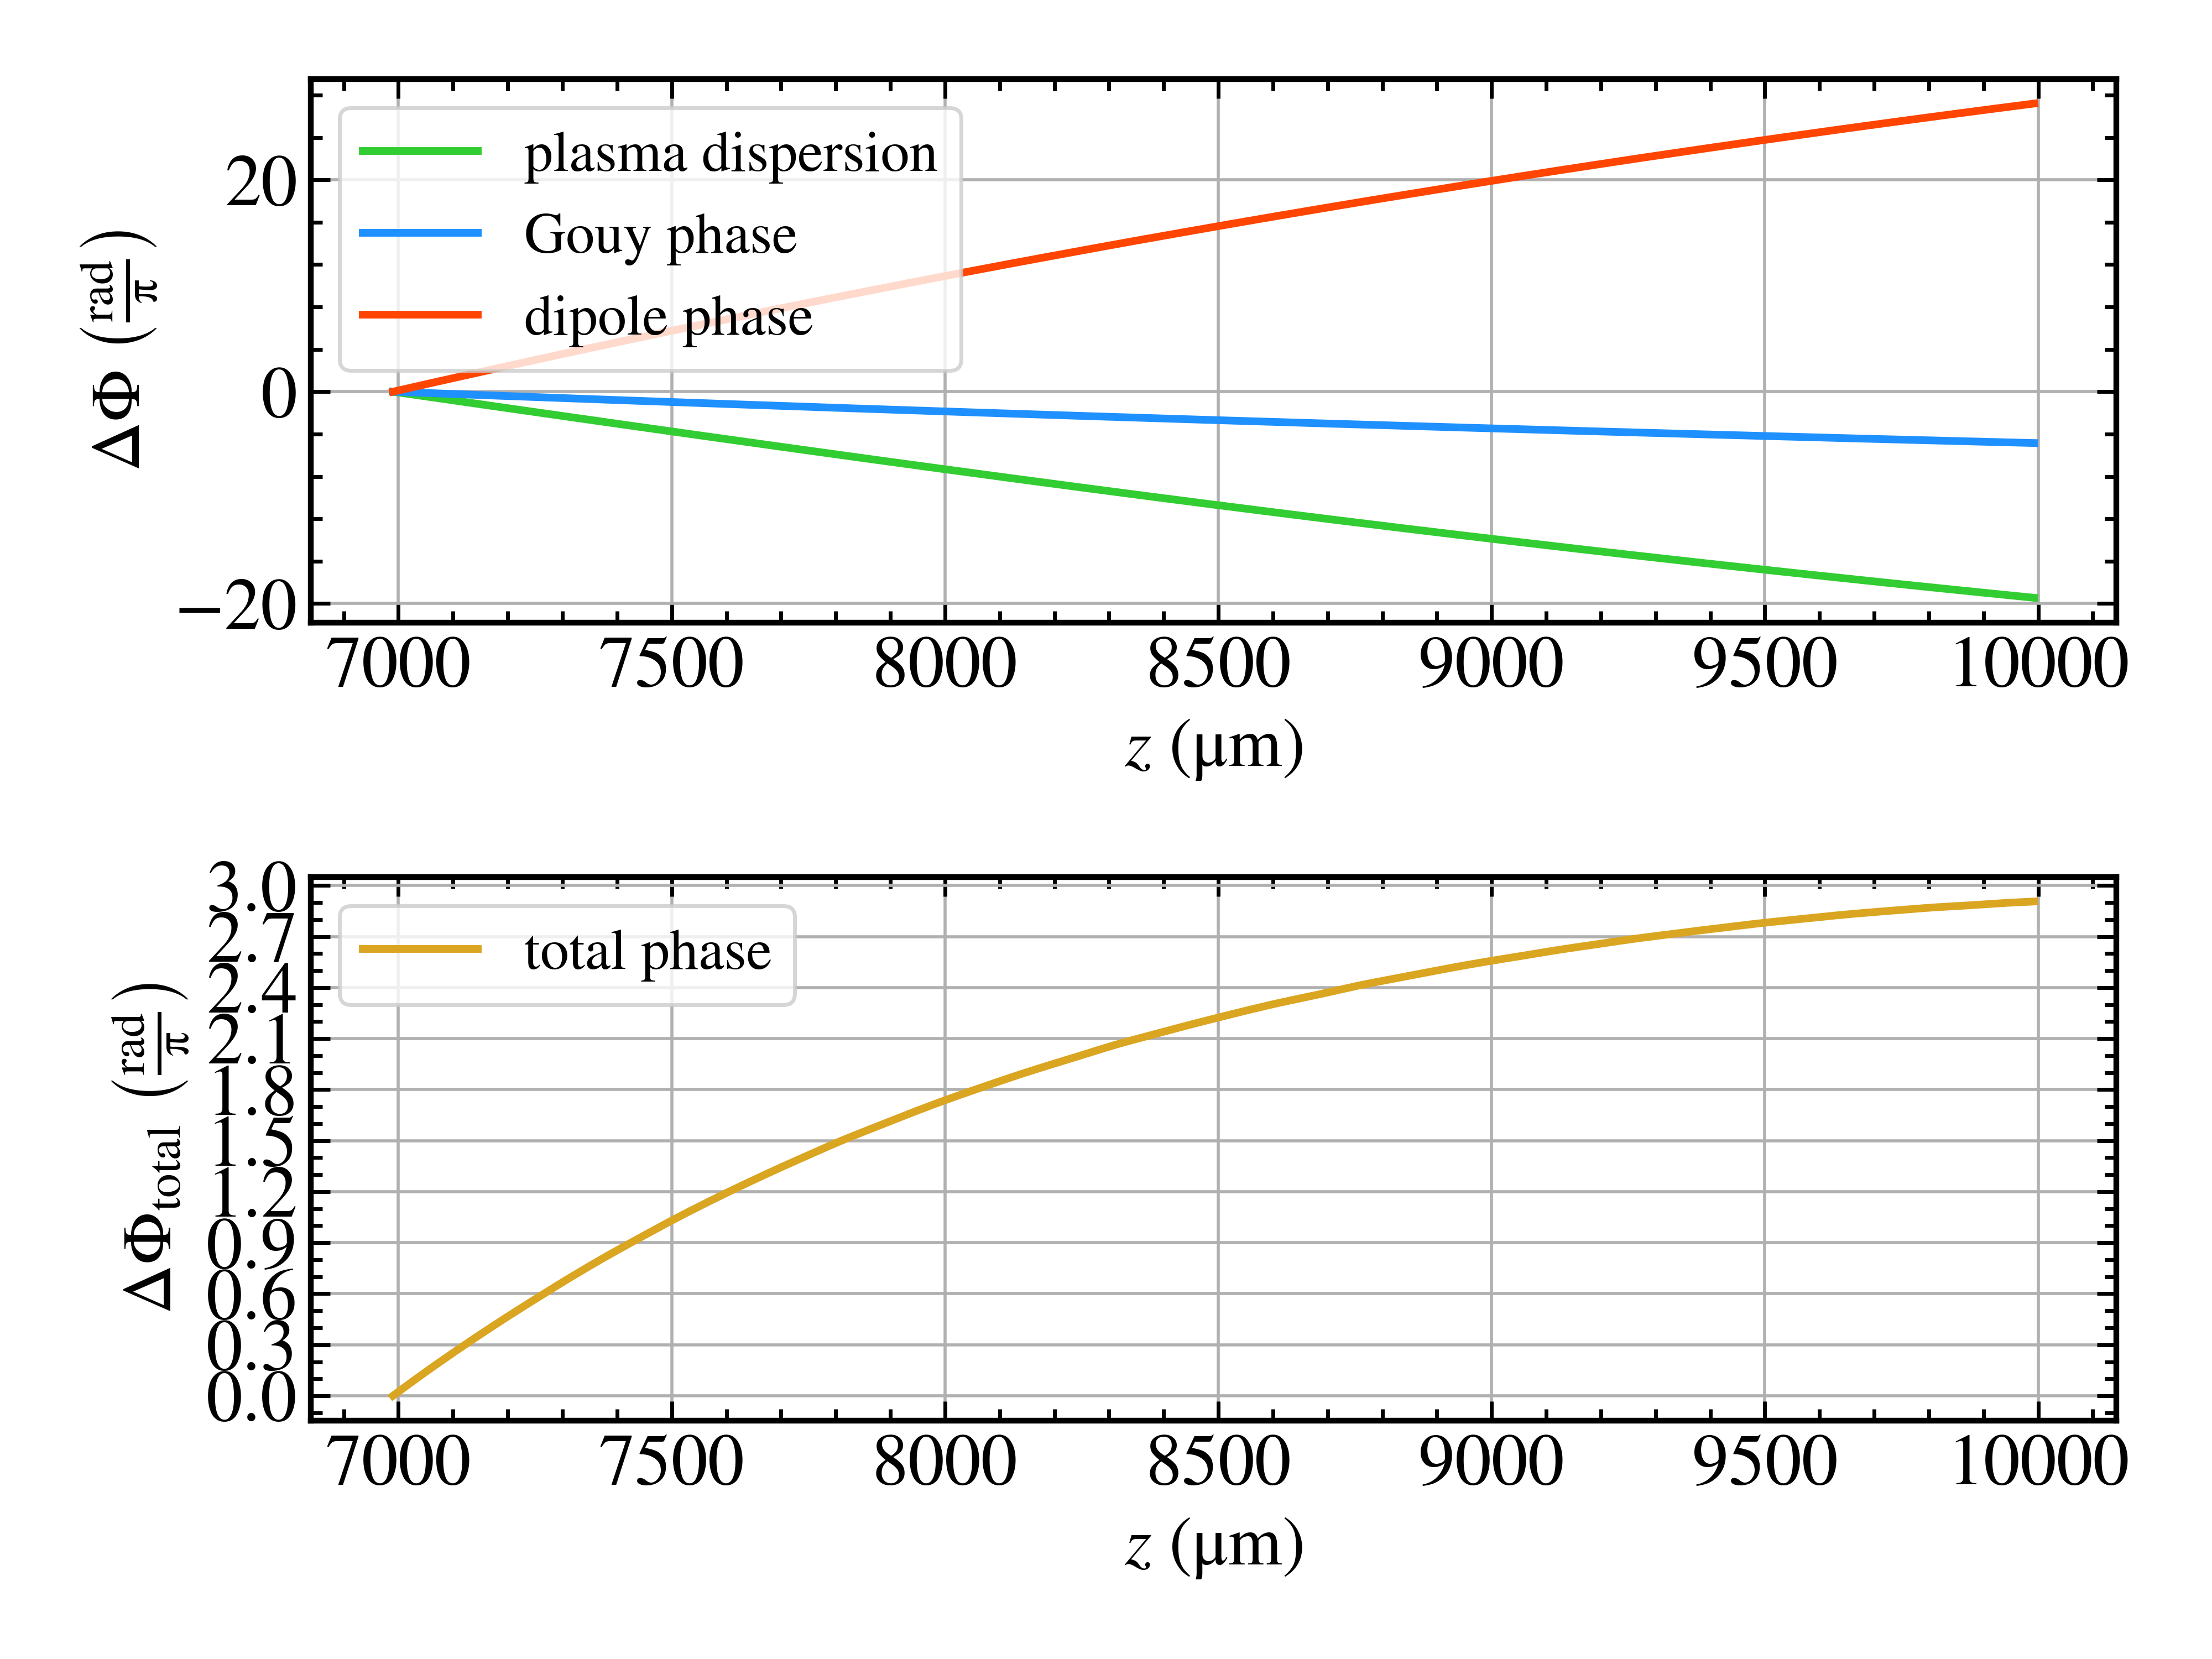 plasma dispersion
Gouy phase
dipole phase
ΔΦ (rad/π)
20
0
−20
7000 7500 8000 8500 9000 9500 10000
z (μm)
total phase
ΔΦtotal (rad/π)
3.0
2.7
2.4
2.1
1.8
1.5
1.2
0.9
0.6
0.3
0.0
7000 7500 8000 8500 9000 9500 10000
z (μm)